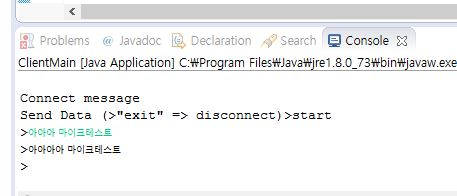 Problems @ Javadoc Declaration Search Console
ClientMain [Java Application] C:₩Program Files₩Java₩jre1.8.0_73₩bin₩javaw.exe
Connect message
Send Data (>"exit" => disconnect)>start
>아아아 마이크테스트
>아아아아 마이크테스트
>